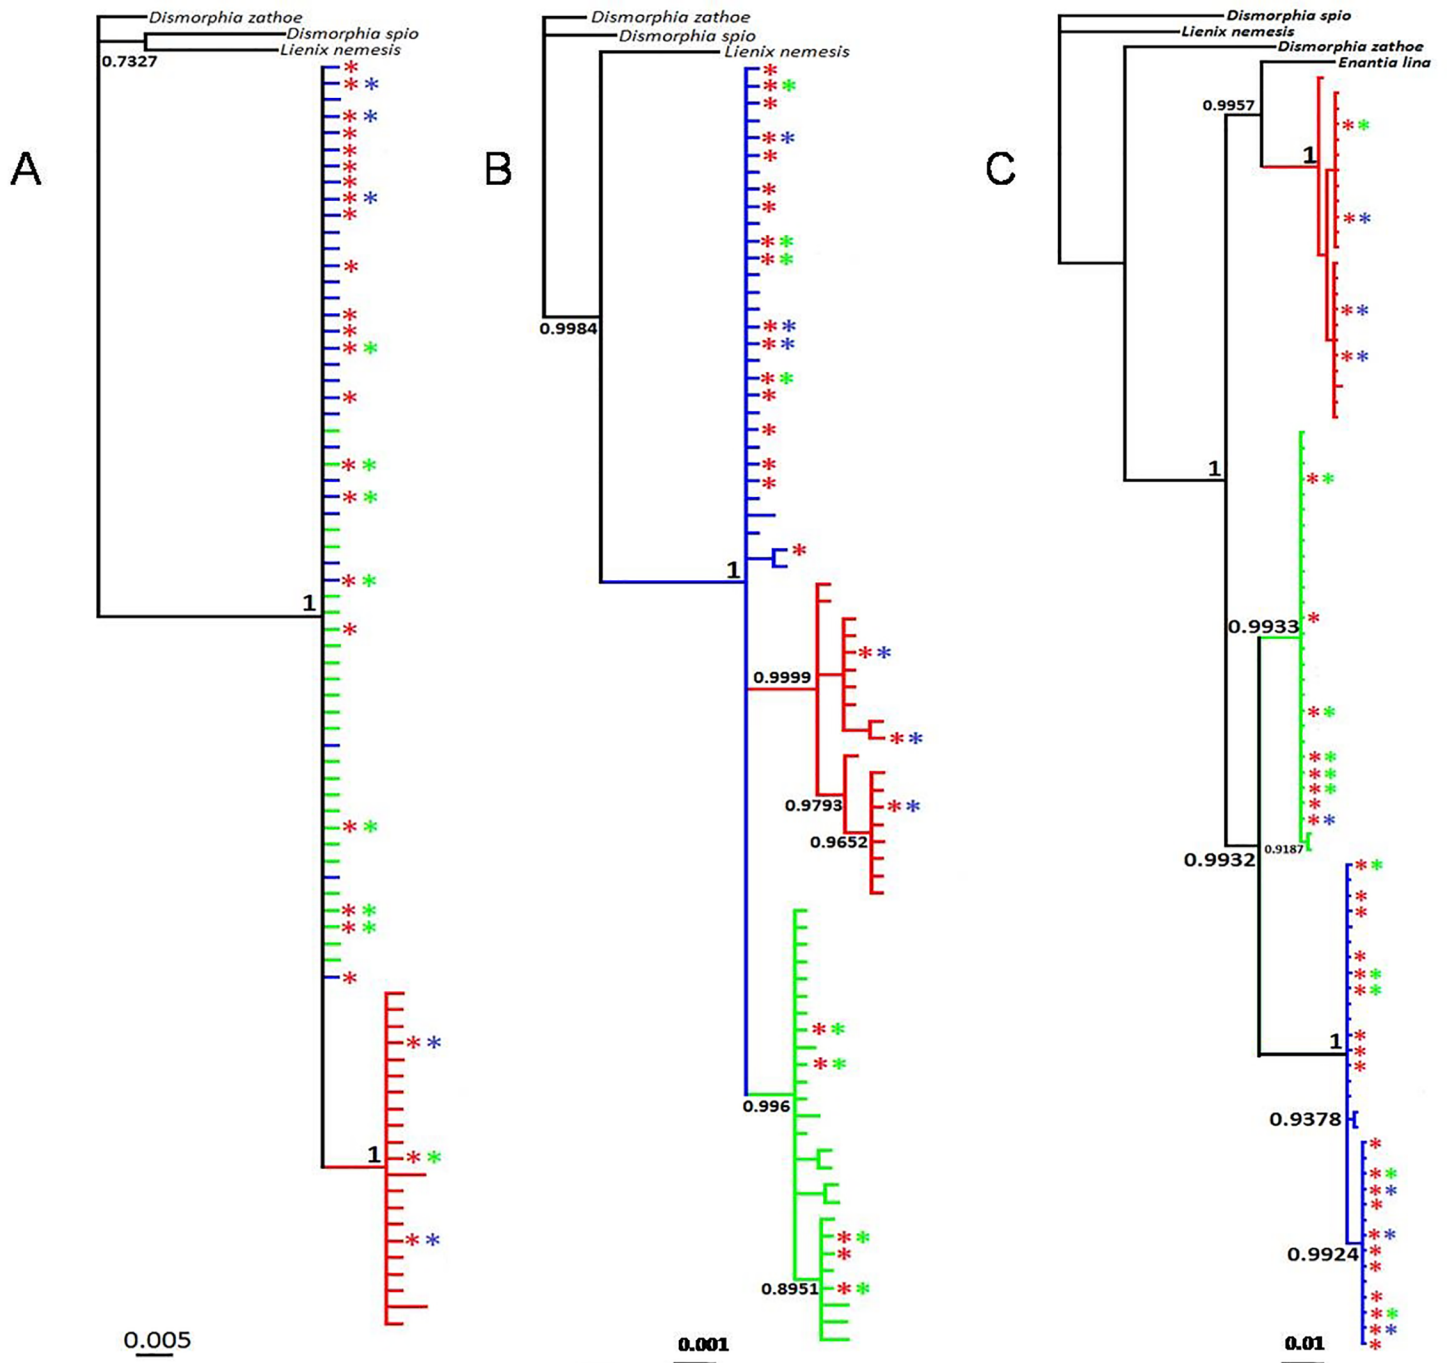 A
Dismorphia zathoe
Dismorphia spio
Lienix nemesis
0.7327
1
1
0.005
B
Dismorphia zathoe
Dismorphia spio
Lienix nemesis
0.9984
1
0.9999
0.9793
0.9652
0.996
0.8951
0.001
C
Dismorphia spio
Lienix nemesis
Dismorphia zathoe
Enantia lina
0.9957
1
1
0.9933
0.9932
0.9187
1
0.9378
0.9924
0.01